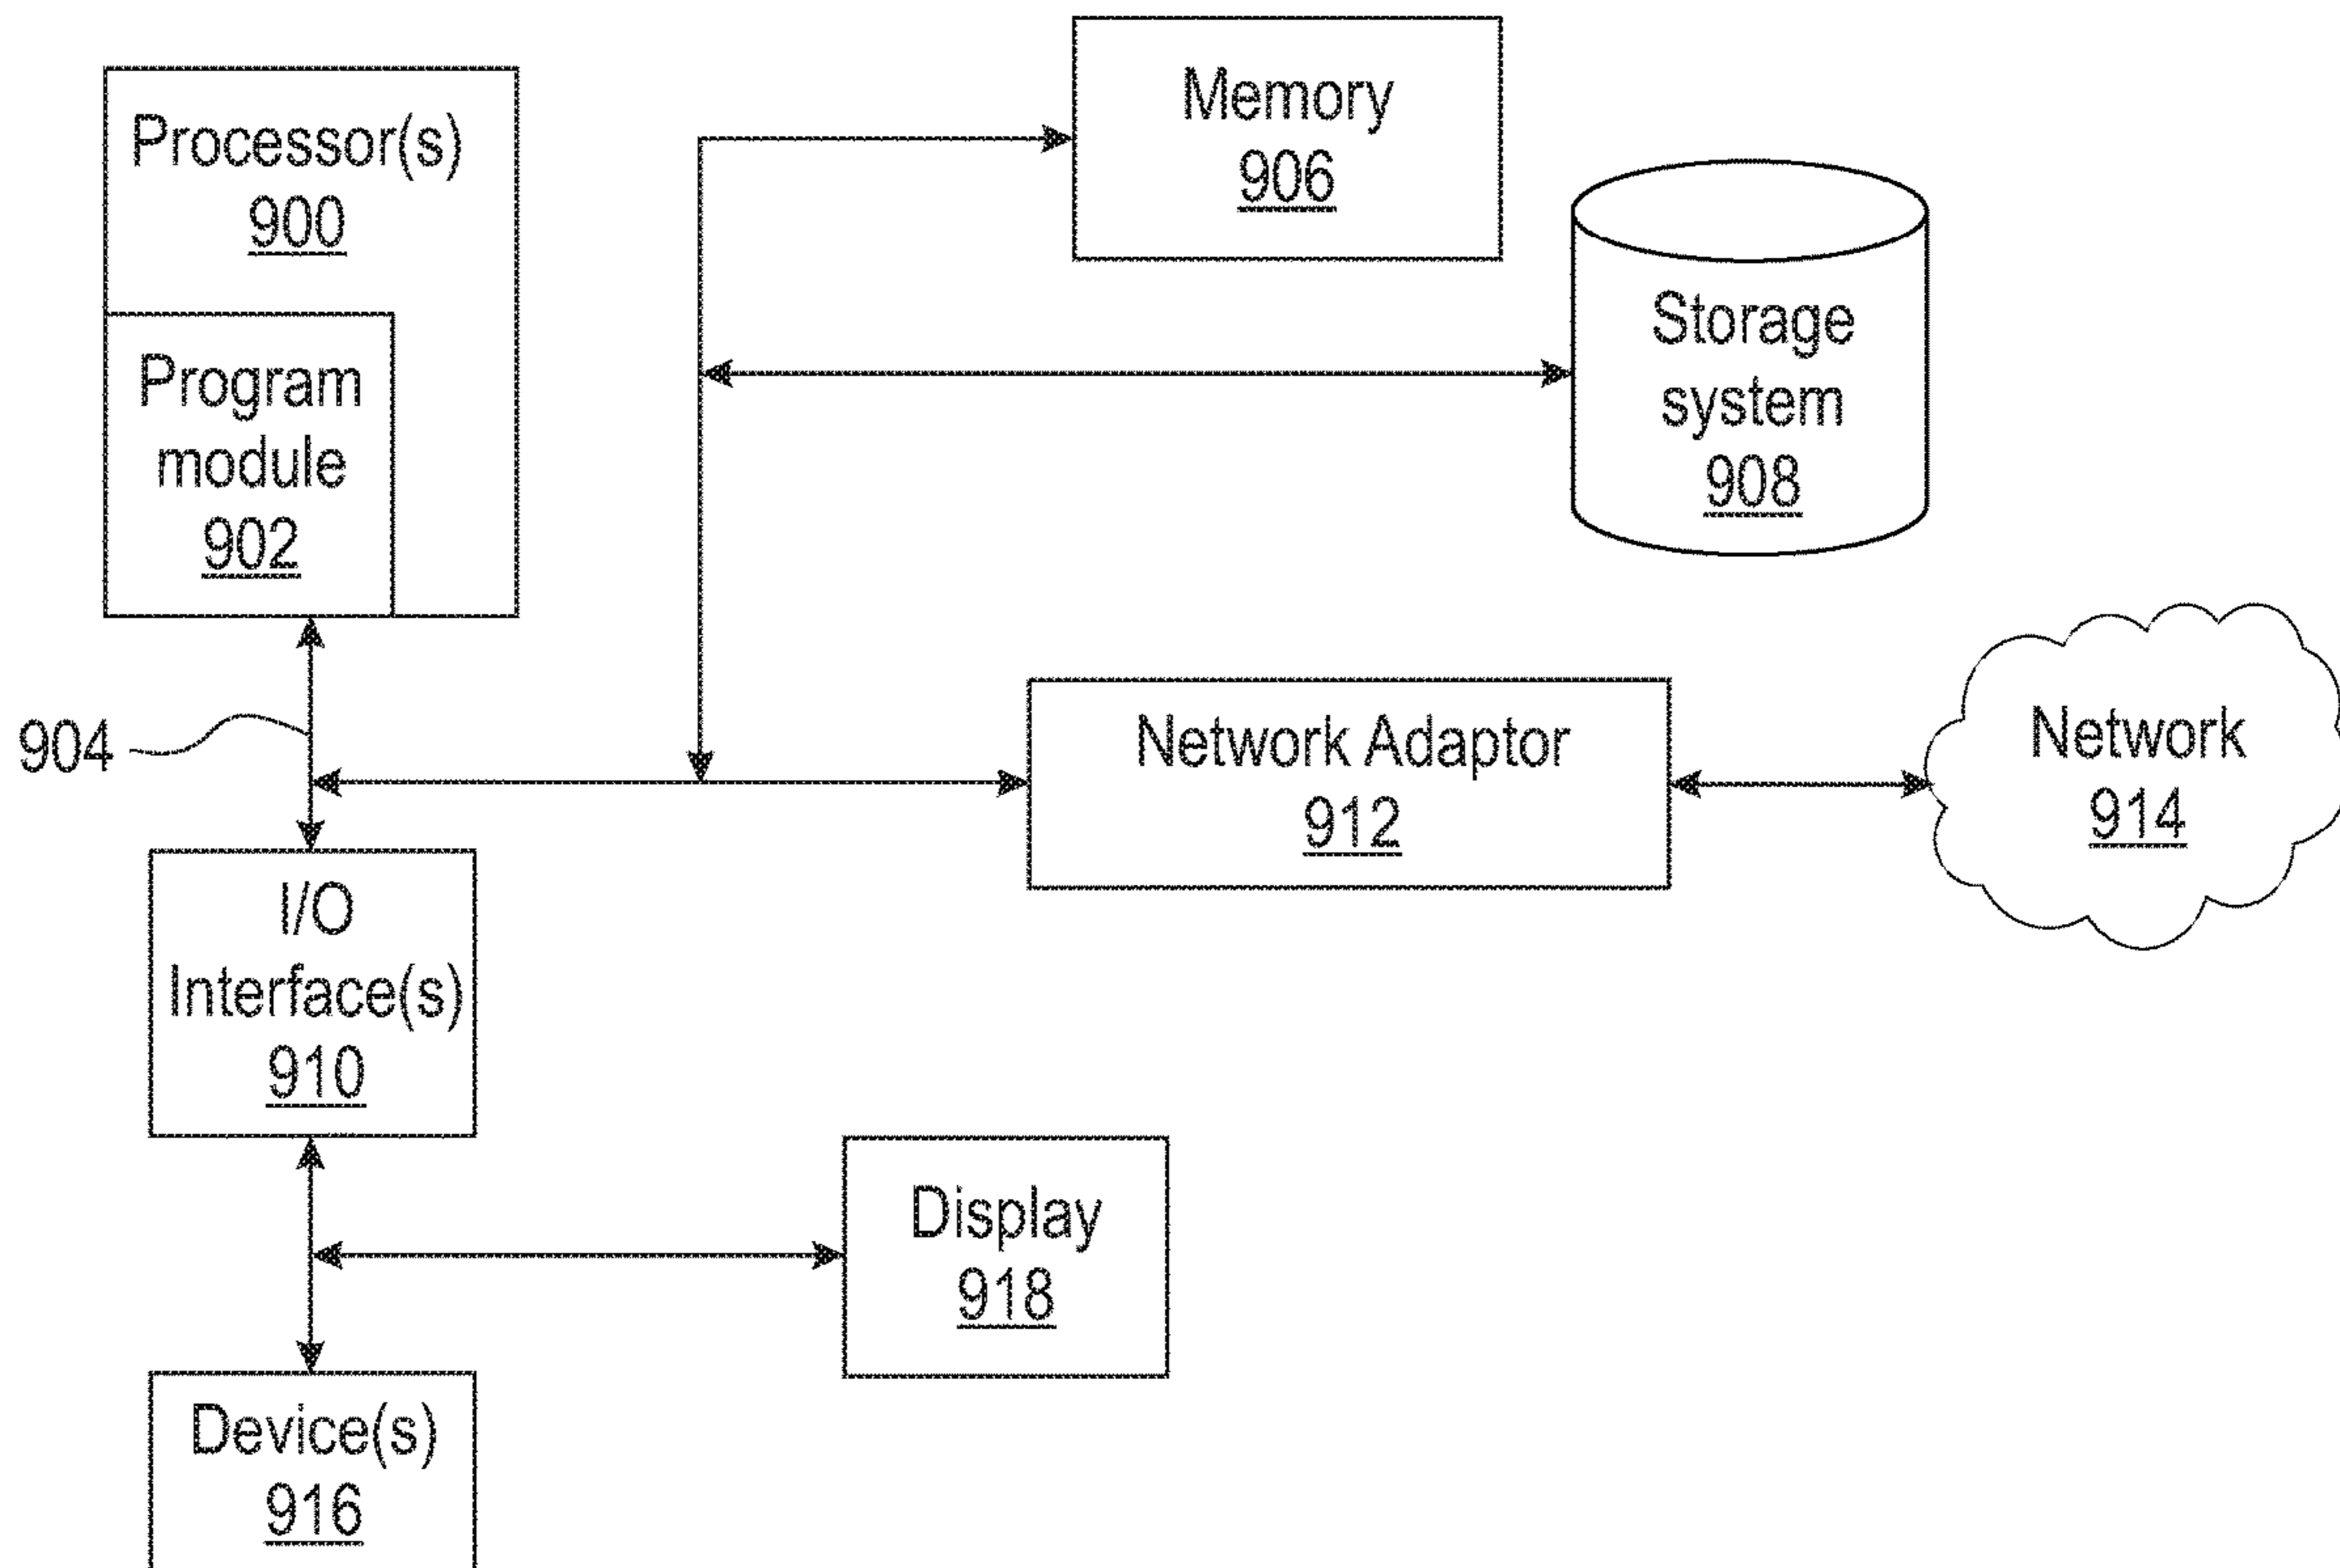 Processor(s)
900
Program
module
902
904
Memory
906
Storage
system
908
Network Adaptor
912
Network
914
I/O
Interface(s)
910
Display
918
Device(s)
916